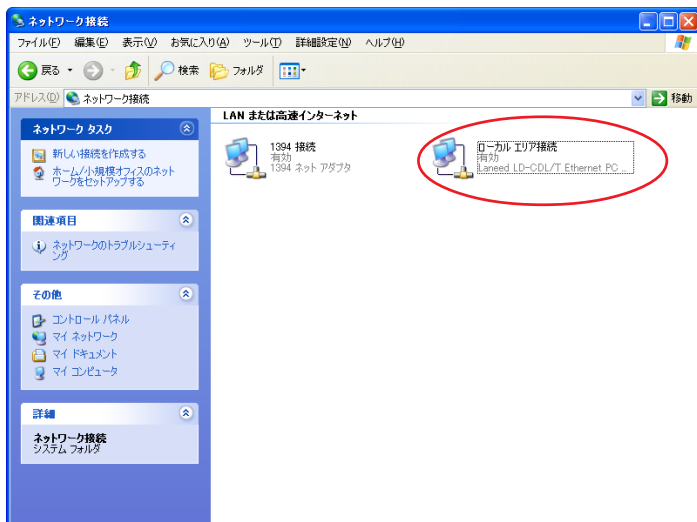 ネットワーク接続
ファイル(F) 編集(E) 表示(V) お気に入り(A) ツール(T) 詳細設定(N) ヘルプ(H)
戻る 検索 フォルダ
アドレス(D) ネットワーク接続 移動
ネットワーク タスク
新しい接続を作成する
ホーム/小規模オフィスのネット
ワークをセットアップする
関連項目
ネットワークのトラブルシューティ
ング
その他
コントロール パネル
マイ ネットワーク
マイ ドキュメント
マイ コンピュータ
詳細
ネットワーク接続
システム フォルダ
LAN または高速インターネット
1394 接続
有効
1394 ネット アダプタ
ローカル エリア接続
有効
Laneed LD-CDL/T Ethernet PC ...